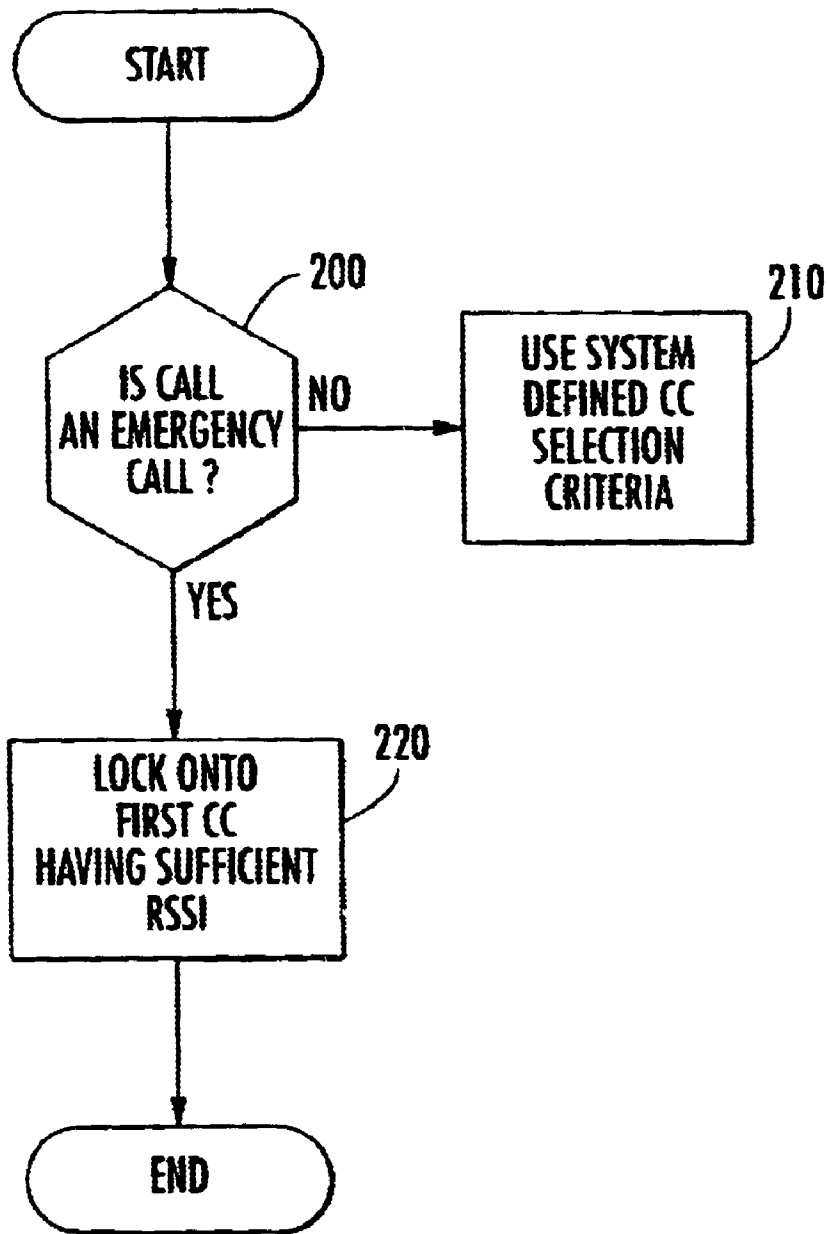 START
200
IS CALL
AN EMERGENCY
CALL ?
NO
210
USE SYSTEM
DEFINED CC
SELECTION
CRITERIA
YES
220
LOCK ONTO
FIRST CC
HAVING SUFFICIENT
RSSI
END